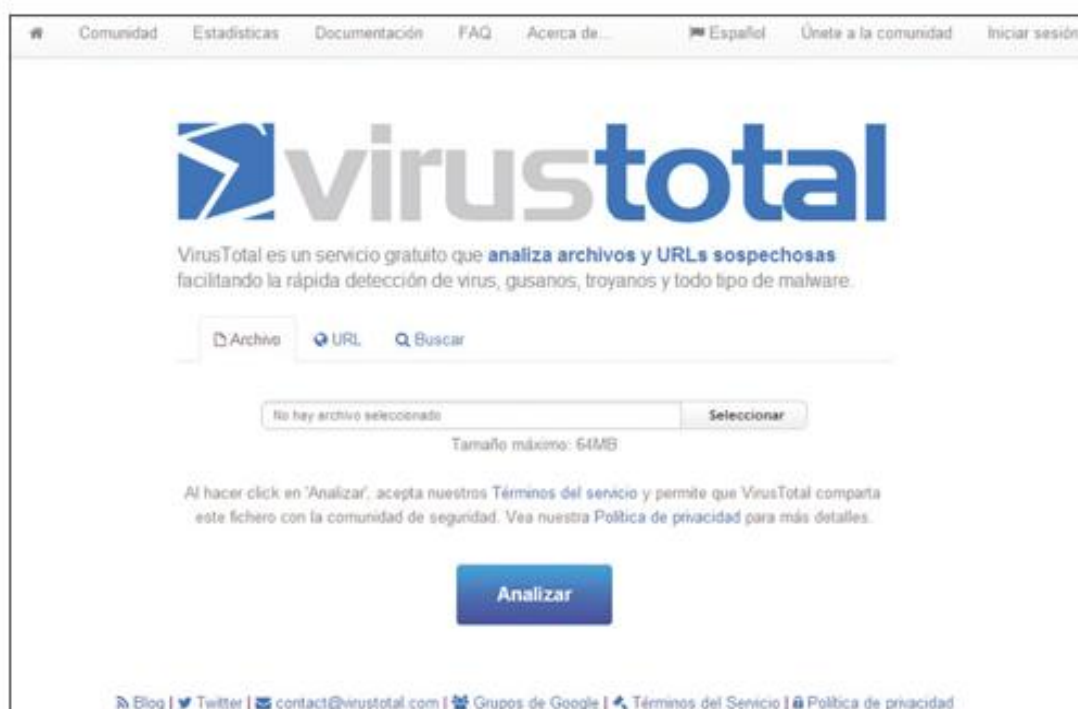 Comunidad Estadísticas Documentación FAQ Acerca de... Español Únete a la comunidad Iniciar sesión
virustotal
VirusTotal es un servicio gratuito que analiza archivos y URLs sospechosas
facilitando la rápida detección de virus, gusanos, troyanos y todo tipo de malware.
Archivo URL Buscar
No hay archivo seleccionado Seleccionar
Tamaño máximo: 64MB
Al hacer click en 'Analizar', acepta nuestros Términos del servicio y permite que VirusTotal comparta
este fichero con la comunidad de seguridad. Vea nuestra Política de privacidad para más detalles.
Analizar
Blog | Twitter | contact@virustotal.com | Grupos de Google | Términos del Servicio | Política de privacidad